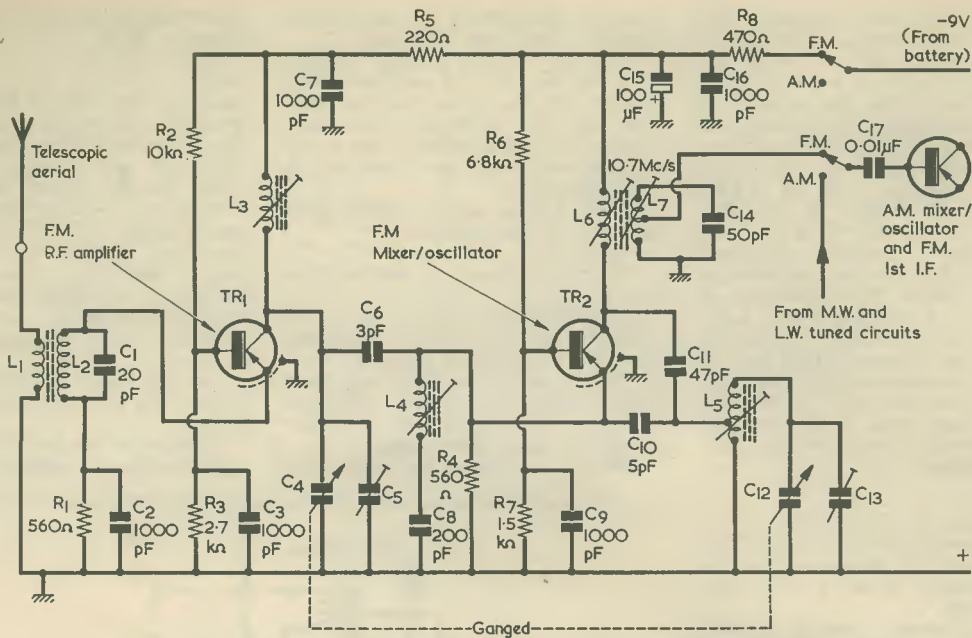 R5
220Ω
R8
470Ω
-9V
(From
battery)
F.M.
A.M.
C7
1000
pF
C15
100
µF
+
C16
1000
pF
R2
10kΩ
R6
6.8kΩ
Telescopic
aerial
10.7Mc/s
F.M.
A.M.
C17
0.01µF
L3
L6
L7
C14
50pF
A.M. mixer/
oscillator
and F.M.
1st I.F.
F.M.
R.F. amplifier
F.M
Mixer/oscillator
TR1
TR2
From M.W. and
L.W. tuned circuits
C6
3pF
L1
L2
C1
20
pF
C11
47pF
L4
L5
C10
5pF
R1
560Ω
C2
1000
pF
R3
2.7
kΩ
C3
1000
pF
C4
C5
R4
560
Ω
C8
200
pF
R7
1.5
kΩ
C9
1000
pF
C12
C13
+
Ganged